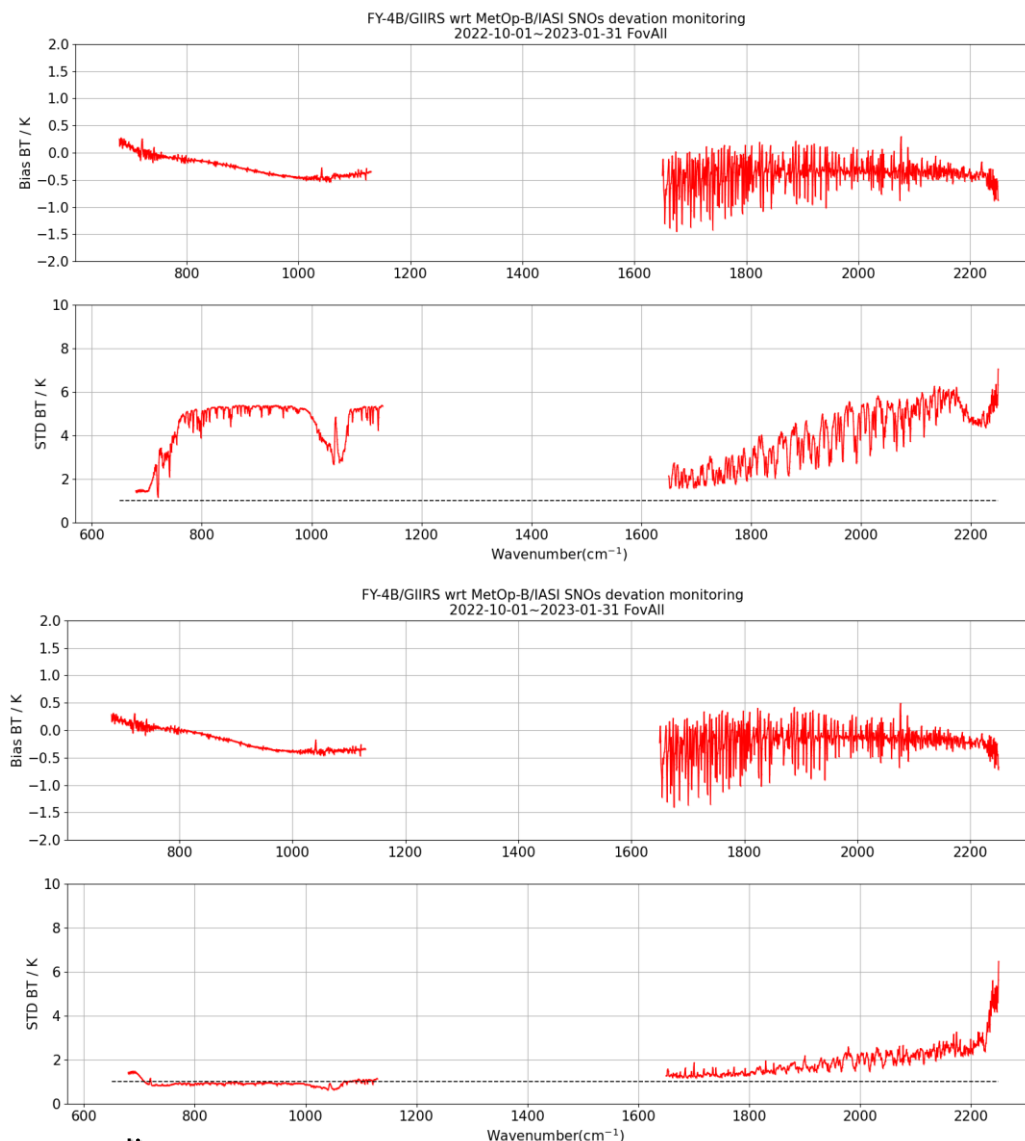 FY-4B/GIIRS wrt MetOp-B/IASI SNOs devation monitoring
2022-10-01~2023-01-31 FovAll
2.0
1.5
1.0
0.5
0.0
−0.5
−1.0
−1.5
−2.0
Bias BT / K
800 1000 1200 1400 1600 1800 2000 2200
10
8
6
4
2
0
STD BT / K
600 800 1000 1200 1400 1600 1800 2000 2200
Wavenumber(cm⁻¹)
FY-4B/GIIRS wrt MetOp-B/IASI SNOs devation monitoring
2022-10-01~2023-01-31 FovAll
2.0
1.5
1.0
0.5
0.0
−0.5
−1.0
−1.5
−2.0
Bias BT / K
800 1000 1200 1400 1600 1800 2000 2200
10
8
6
4
2
0
STD BT / K
600 800 1000 1200 1400 1600 1800 2000 2200
Wavenumber(cm⁻¹)